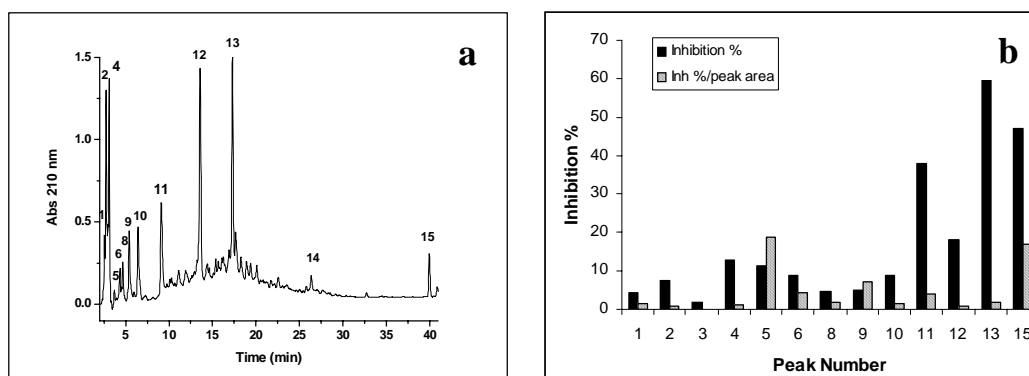 a
1.5
1.0
0.5
0.0
Abs 210 nm
2 4
12
13
1
5
6
8
9
10
11
14
15
5 10 15 20 25 30 35 40
Time (min)
b
Inhibition %
Inh %/peak area
70
60
50
40
30
20
10
0
Inhibition %
1 2 3 4 5 6 8 9 10 11 12 13 15
Peak Number